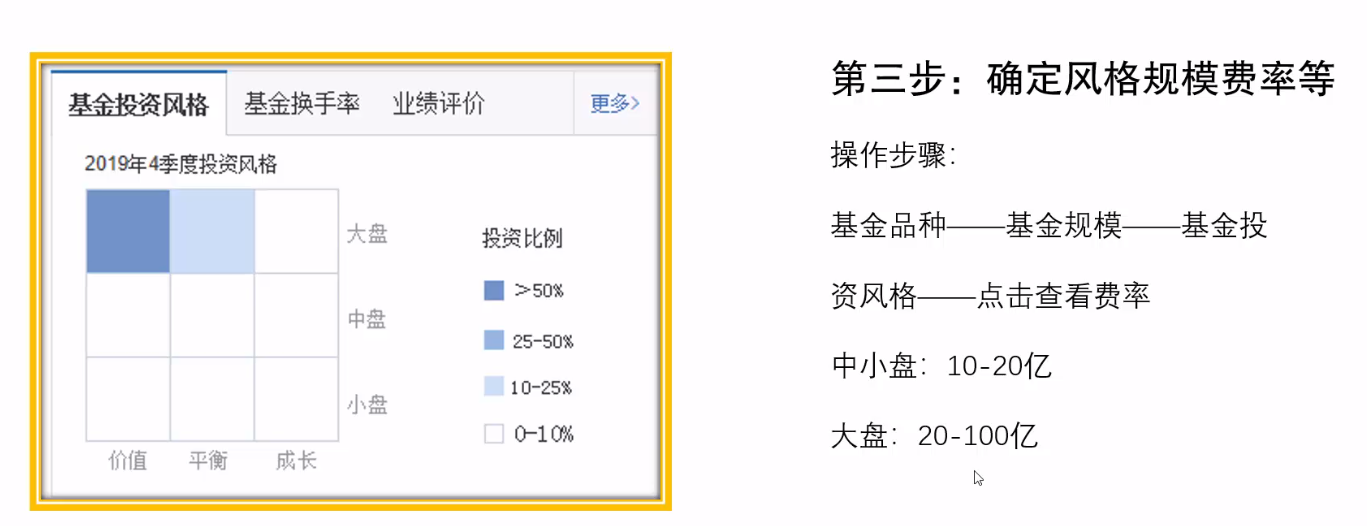 基金投资风格 基金换手率 业绩评价 更多>
2019年4季度投资风格
大盘
中盘
小盘
价值 平衡 成长
投资比例
>50%
25-50%
10-25%
0-10%
第三步：确定风格规模费率等
操作步骤：
基金品种——基金规模——基金投
资风格——点击查看费率
中小盘：10-20亿
大盘：20-100亿